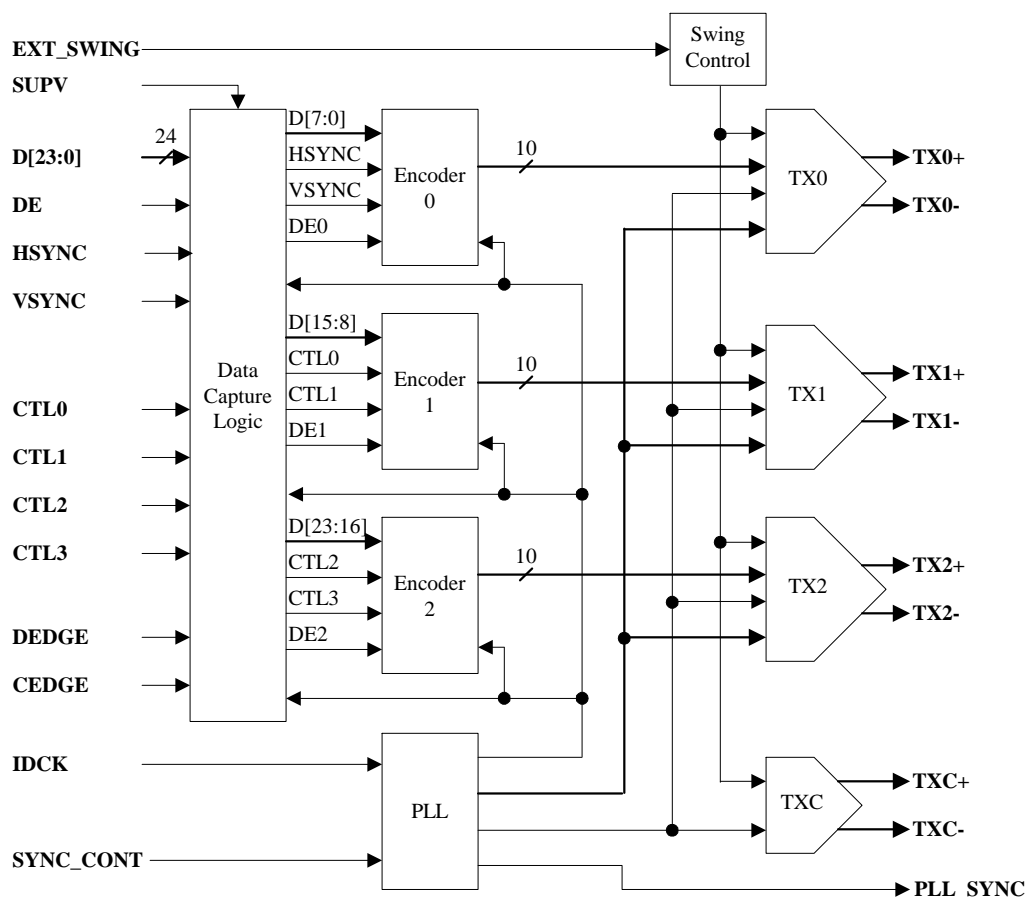 EXT_SWING
Swing
Control
SUPV
D[23:0]
24
DE
HSYNC
VSYNC
CTL0
CTL1
CTL2
CTL3
DEDGE
CEDGE
IDCK
SYNC_CONT
Data
Capture
Logic
D[7:0]
HSYNC
VSYNC
DE0
Encoder
0
10
TX0
TX0+
TX0-
D[15:8]
CTL0
CTL1
DE1
Encoder
1
10
TX1
TX1+
TX1-
D[23:16]
CTL2
CTL3
DE2
Encoder
2
10
TX2
TX2+
TX2-
PLL
TXC
TXC+
TXC-
PLL_SYNC